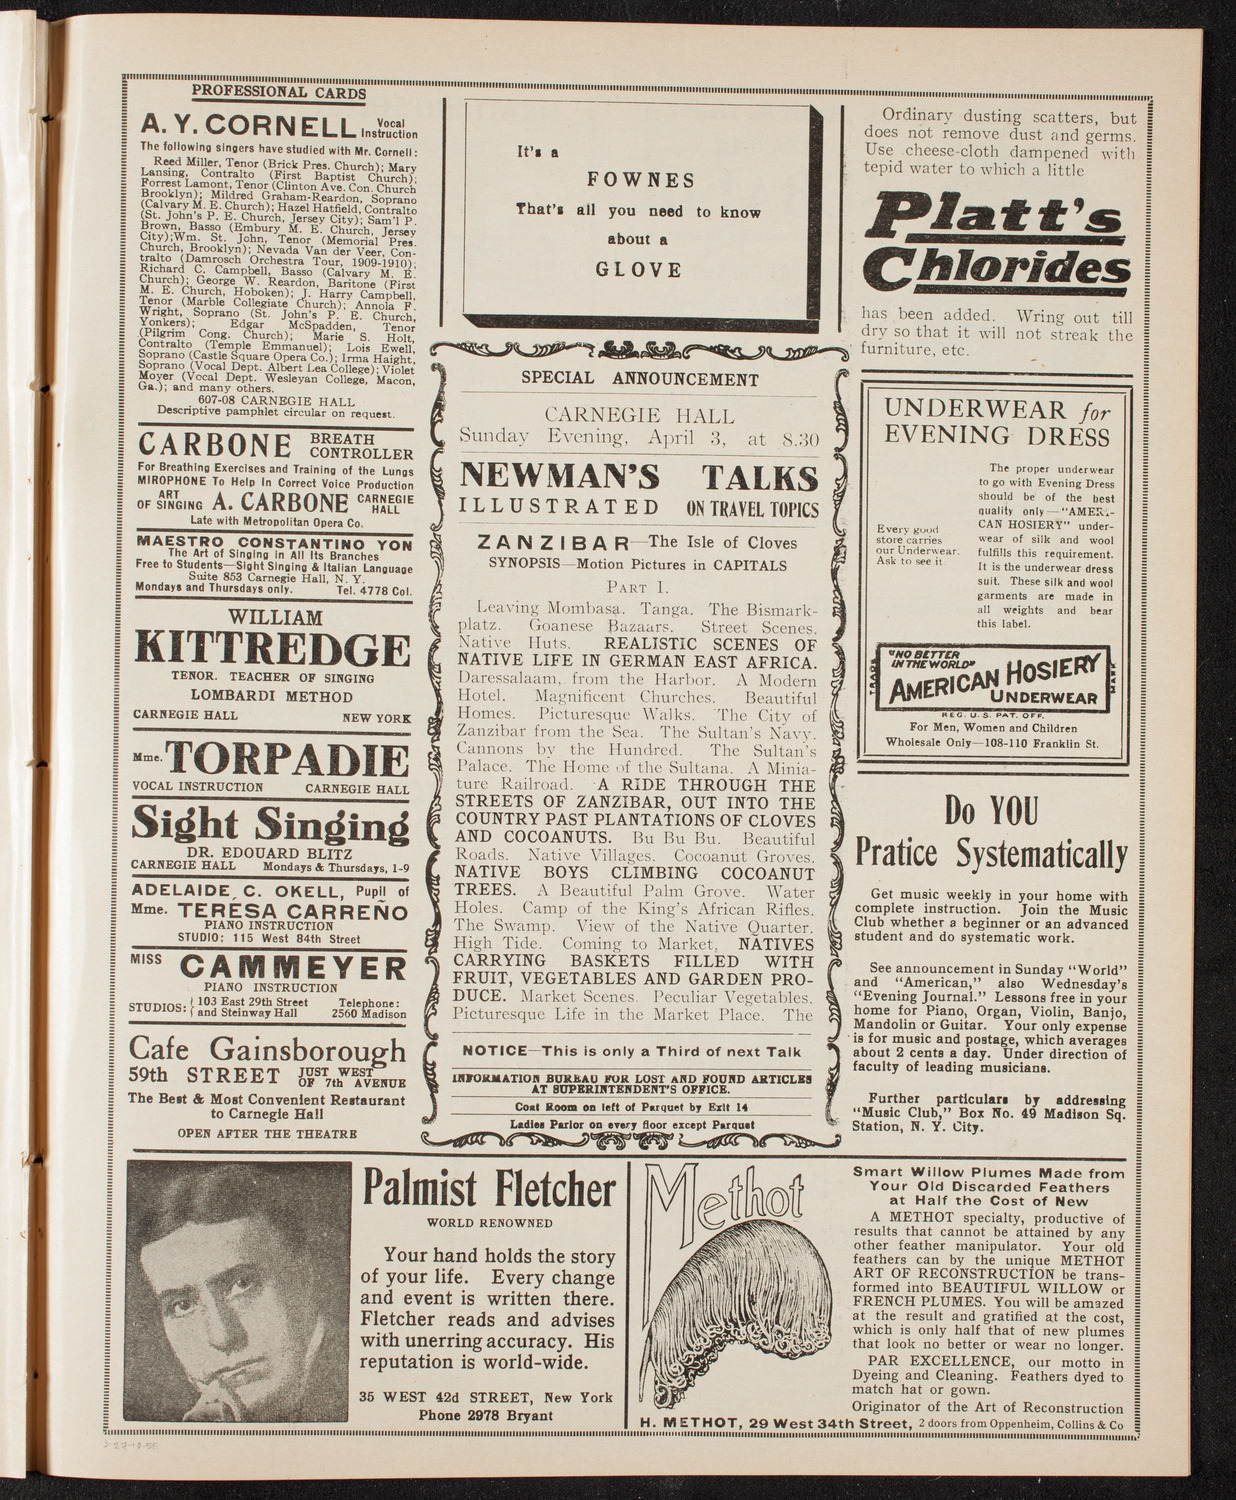 PROFESSIONAL CARDS
A. Y. CORNELL Vocal Instruction
The following singers have studied with Mr. Cornell:
Reed Miller, Tenor (Brick Pres. Church); Mary
Lansing, Contralto (First Baptist Church);
Forrest Lamont, Tenor (Clinton Ave. Con. Church
Brooklyn); Mildred Graham-Reardon, Soprano
(Calvary M. E. Church); Hazel Hatfield, Contralto
(St. John's P. E. Church, Jersey City); Sam'l P.
Brown, Basso (Embury M. E. Church, Jersey
City);Wm. St. John, Tenor (Memorial Pres.
Church, Brooklyn); Nevada Van der Veer, Con-
tralto (Damrosch Orchestra Tour, 1909-1910);
Richard C. Campbell, Basso (Calvary M. E.
Church); George W. Reardon, Baritone (First
M. E. Church, Hoboken); J. Harry Campbell,
Tenor (Marble Collegiate Church); Annola F.
Wright, Soprano (St. John's P. E. Church,
Yonkers); Edgar McSpadden, Tenor
(Pilgrim Cong. Church); Marie S. Holt,
Contralto (Temple Emmanuel); Lois Ewell,
Soprano (Castle Square Opera Co.); Irma Haight,
Soprano (Vocal Dept. Albert Lea College); Violet
Moyer (Vocal Dept. Wesleyan College, Macon,
Ga.); and many others.
607-08 CARNEGIE HALL
Descriptive pamphlet circular on request.
CARBONE BREATH CONTROLLER
For Breathing Exercises and Training of the Lungs
MIROPHONE To Help In Correct Voice Production
ART OF SINGING A. CARBONE CARNEGIE HALL
Late with Metropolitan Opera Co.
MAESTRO CONSTANTINO YON
The Art of Singing in All Its Branches
Free to Students—Sight Singing & Italian Language
Suite 853 Carnegie Hall, N. Y.
Mondays and Thursdays only. Tel. 4778 Col.
WILLIAM
KITTREDGE
TENOR. TEACHER OF SINGING
LOMBARDI METHOD
CARNEGIE HALL NEW YORK
Mme. TORPADIE
VOCAL INSTRUCTION CARNEGIE HALL
Sight Singing
DR. EDOUARD BLITZ
CARNEGIE HALL Mondays & Thursdays, 1-9
ADELAIDE C. OKELL, Pupil of
Mme. TERESA CARREÑO
PIANO INSTRUCTION
STUDIO: 115 West 84th Street
MISS CAMMEYER
PIANO INSTRUCTION
STUDIOS: { 103 East 29th Street Telephone:
and Steinway Hall 2560 Madison
Cafe Gainsborough
59th STREET JUST WEST OF 7th AVENUE
The Best & Most Convenient Restaurant
to Carnegie Hall
OPEN AFTER THE THEATRE
It's a
FOWNES
That's all you need to know
about a
GLOVE
SPECIAL ANNOUNCEMENT
CARNEGIE HALL
Sunday Evening, April 3, at 8.30
NEWMAN'S TALKS
ILLUSTRATED ON TRAVEL TOPICS
ZANZIBAR—The Isle of Cloves
SYNOPSIS—Motion Pictures in CAPITALS
PART I.
Leaving Mombasa. Tanga. The Bismark-
platz. Goanese Bazaars. Street Scenes.
Native Huts. REALISTIC SCENES OF
NATIVE LIFE IN GERMAN EAST AFRICA.
Daressalaam, from the Harbor. A Modern
Hotel. Magnificent Churches. Beautiful
Homes. Picturesque Walks. The City of
Zanzibar from the Sea. The Sultan's Navy.
Cannons by the Hundred. The Sultan's
Palace. The Home of the Sultana. A Minia-
ture Railroad. A RIDE THROUGH THE
STREETS OF ZANZIBAR, OUT INTO THE
COUNTRY PAST PLANTATIONS OF CLOVES
AND COCOANUTS. Bu Bu Bu. Beautiful
Roads. Native Villages. Cocoanut Groves.
NATIVE BOYS CLIMBING COCOANUT
TREES. A Beautiful Palm Grove. Water
Holes. Camp of the King's African Rifles.
The Swamp. View of the Native Quarter.
High Tide. Coming to Market. NATIVES
CARRYING BASKETS FILLED WITH
FRUIT, VEGETABLES AND GARDEN PRO-
DUCE. Market Scenes. Peculiar Vegetables.
Picturesque Life in the Market Place. The
NOTICE—This is only a Third of next Talk
INFORMATION BUREAU FOR LOST AND FOUND ARTICLES
AT SUPERINTENDENT'S OFFICE.
Coat Room on left of Parquet by Exit 14
Ladies Parlor on every floor except Parquet
Ordinary dusting scatters, but
does not remove dust and germs.
Use cheese-cloth dampened with
tepid water to which a little
Platt's
Chlorides
has been added. Wring out till
dry so that it will not streak the
furniture, etc.
UNDERWEAR for
EVENING DRESS
Every good
store carries
our Underwear.
Ask to see it.
The proper underwear
to go with Evening Dress
should be of the best
quality only—"AMERI-
CAN HOSIERY" under-
wear of silk and wool
fulfills this requirement.
It is the underwear dress
suit. These silk and wool
garments are made in
all weights and bear
this label.
TRADE MARK
"NO BETTER
IN THE WORLD"
AMERICAN HOSIERY
UNDERWEAR
REG. U. S. PAT. OFF.
For Men, Women and Children
Wholesale Only—108-110 Franklin St.
Do YOU
Pratice Systematically
Get music weekly in your home with
complete instruction. Join the Music
Club whether a beginner or an advanced
student and do systematic work.
See announcement in Sunday "World"
and "American," also Wednesday's
"Evening Journal." Lessons free in your
home for Piano, Organ, Violin, Banjo,
Mandolin or Guitar. Your only expense
is for music and postage, which averages
about 2 cents a day. Under direction of
faculty of leading musicians.
Further particulars by addressing
"Music Club," Box No. 49 Madison Sq.
Station, N. Y. City.
Palmist Fletcher
WORLD RENOWNED
Your hand holds the story
of your life. Every change
and event is written there.
Fletcher reads and advises
with unerring accuracy. His
reputation is world-wide.
35 WEST 42d STREET, New York
Phone 2978 Bryant
Methot
Smart Willow Plumes Made from
Your Old Discarded Feathers
at Half the Cost of New
A METHOT specialty, productive of
results that cannot be attained by any
other feather manipulator. Your old
feathers can by the unique METHOT
ART OF RECONSTRUCTION be trans-
formed into BEAUTIFUL WILLOW or
FRENCH PLUMES. You will be amazed
at the result and gratified at the cost,
which is only half that of new plumes
that look no better or wear no longer.
PAR EXCELLENCE, our motto in
Dyeing and Cleaning. Feathers dyed to
match hat or gown.
Originator of the Art of Reconstruction
H. METHOT, 29 West 34th Street, 2 doors from Oppenheim, Collins & Co